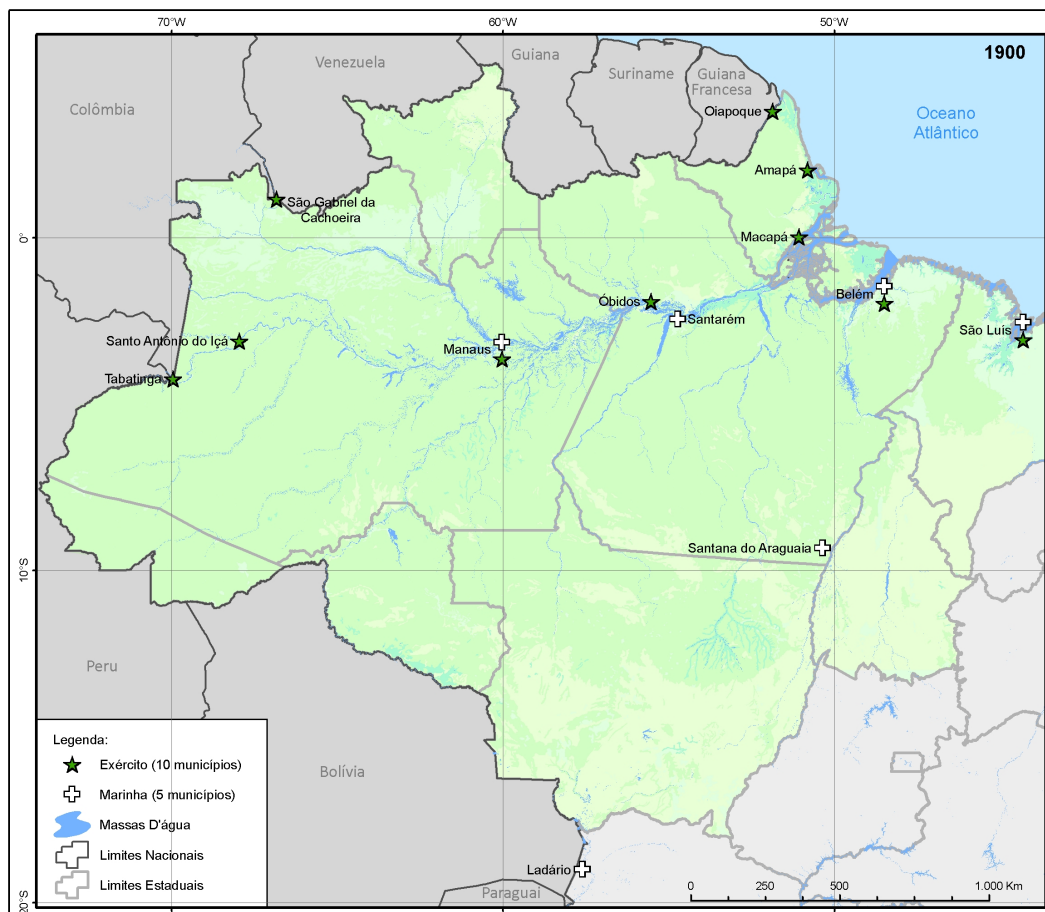 70°W
60°W
50°W
1900
Guiana
Venezuela
Suriname
Guiana
Francesa
Colômbia
Oiapoque
Oceano
Atlântico
Amapá
São Gabriel da
Cachoeira
0°
Macapá
Belém
Óbidos
Santarém
São Luís
Santo Antônio do Içá
Manaus
Tabatinga
Santana do Araguaia
10°S
Peru
Bolívia
Legenda:
Exército (10 municípios)
Marinha (5 municípios)
Massas D'água
Limites Nacionais
Limites Estaduais
Ladário
Paraguai
0 250 500 1.000 Km
20°S